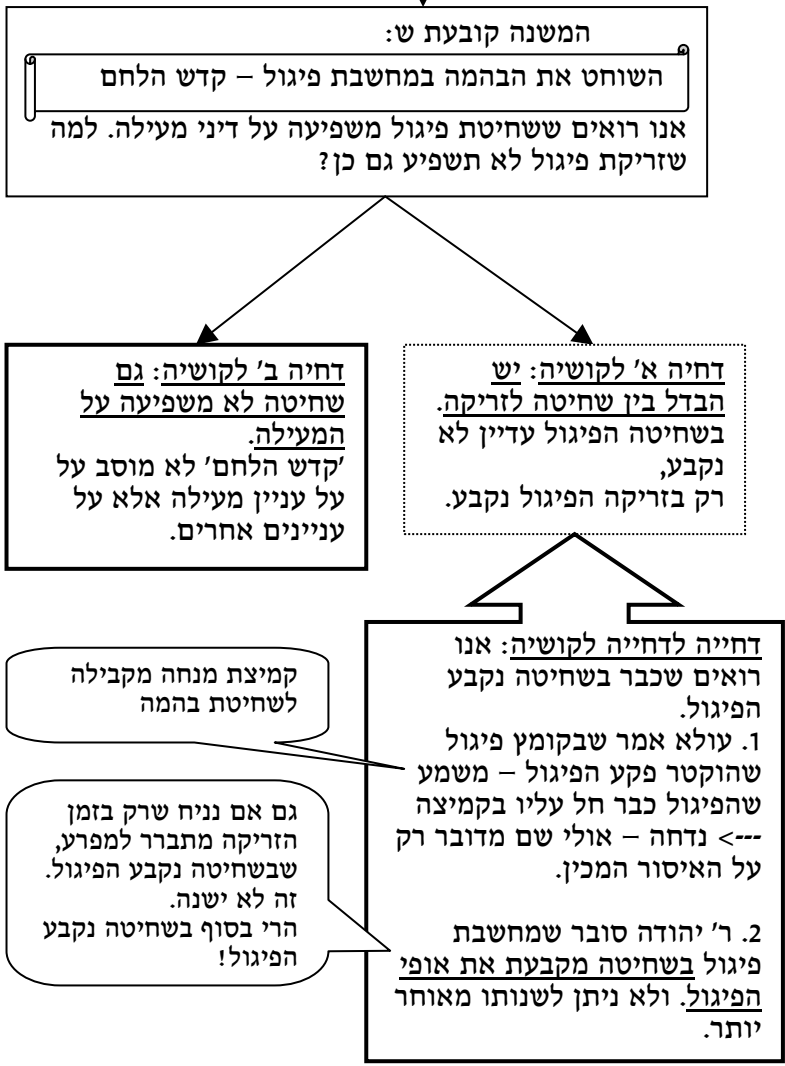 המשנה קובעת ש:
השוחט את הבהמה במחשבת פיגול – קדש הלחם
אנו רואים ששחיטת פיגול משפיעה על דיני מעילה. למה
שזריקת פיגול לא תשפיע גם כן?
דחיה א' לקושיה: יש
הבדל בין שחיטה לזריקה.
בשחיטה הפיגול עדיין לא
נקבע,
רק בזריקה הפיגול נקבע.
דחיה ב' לקושיה: גם
שחיטה לא משפיעה על
המעילה.
'קדש הלחם' לא מוסב על
על עניין מעילה אלא על
עניינים אחרים.
דחייה לדחייה לקושיה: אנו
רואים שכבר בשחיטה נקבע
הפיגול.
1. עולא אמר שבקומץ פיגול
שהוקטר פקע הפיגול – משמע
שהפיגול כבר חל עליו בקמיצה
---> נדחה – אולי שם מדובר רק
על האיסור המכין.
2. ר' יהודה סובר שמחשבת
פיגול בשחיטה מקבעת את אופי
הפיגול. ולא ניתן לשנותו מאוחר
יותר.
קמיצת מנחה מקבילה
לשחיטת בהמה
גם אם נניח שרק בזמן
הזריקה מתברר למפרע,
שבשחיטה נקבע הפיגול.
זה לא ישנה.
הרי בסוף בשחיטה נקבע
הפיגול!